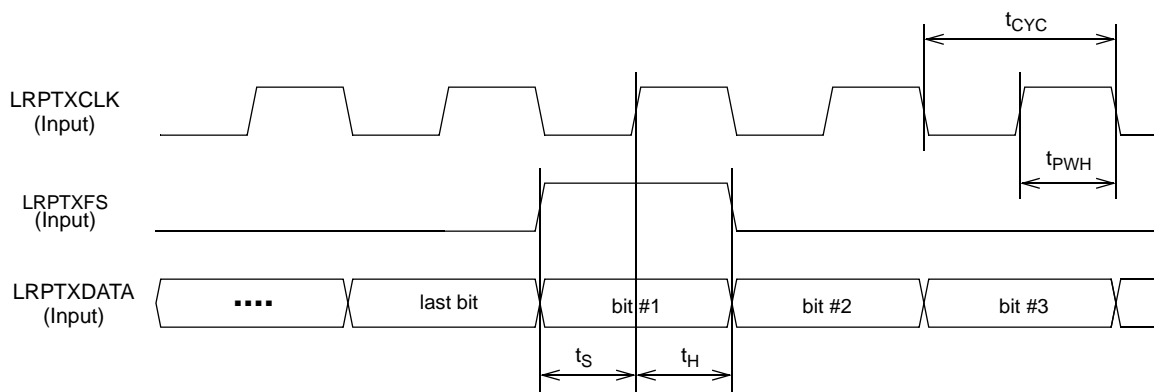 tCYC
LRPTXCLK
(Input)
tPWH
LRPTXFS
(Input)
LRPTXDATA
(Input)
.... last bit bit #1 bit #2 bit #3
tS tH